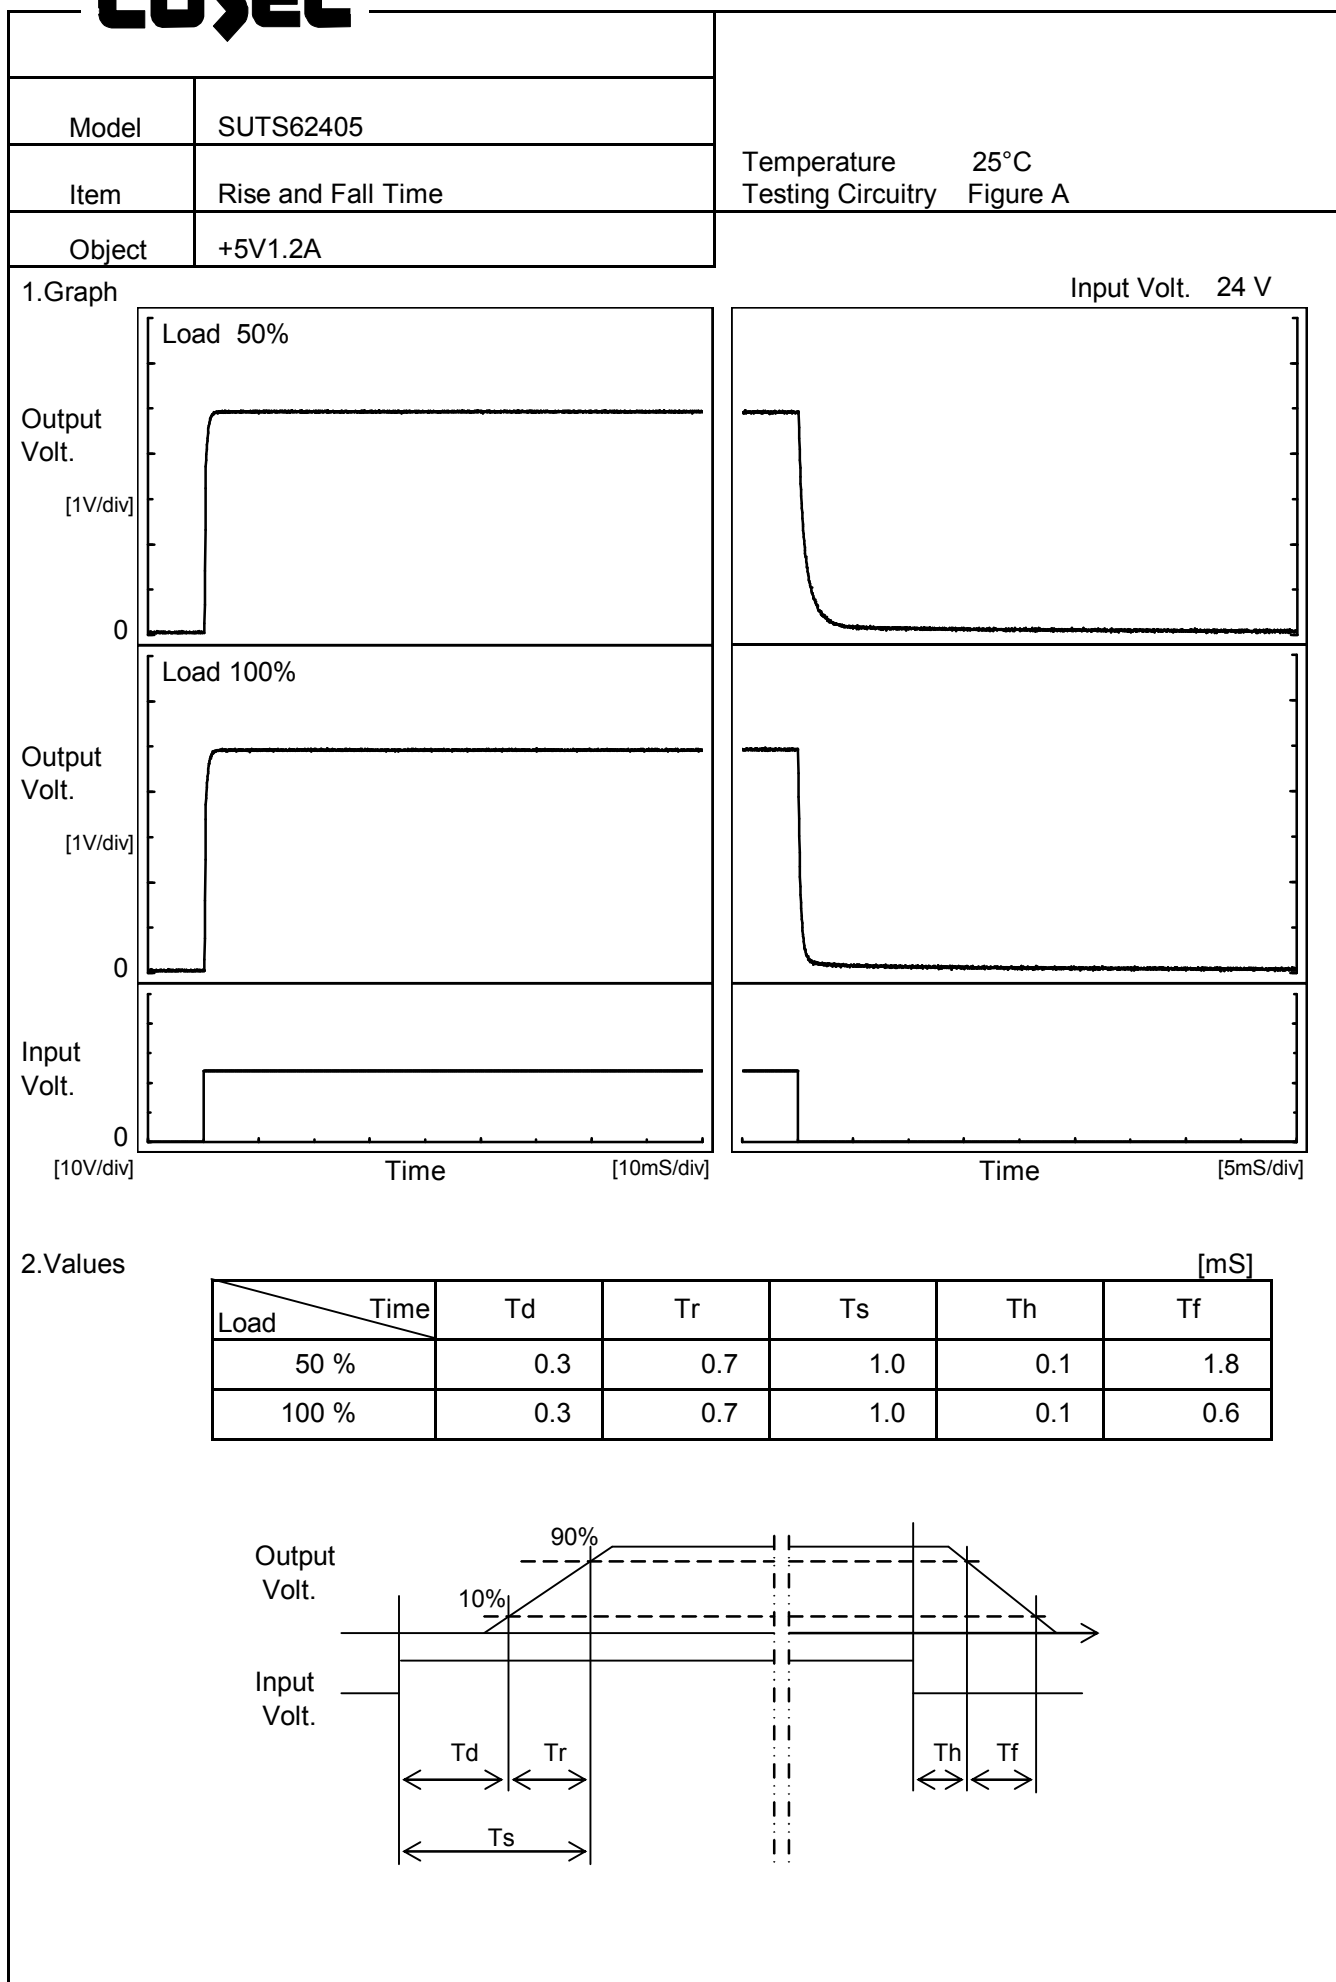 COSEL
Model SUTS62405
Item Rise and Fall Time
Temperature 25°C
Testing Circuitry Figure A
Object +5V1.2A
1.Graph
Input Volt. 24 V
Load 50%
Output
Volt.
[1V/div]
0
Load 100%
Output
Volt.
[1V/div]
0
Input
Volt.
0
[10V/div] Time [10mS/div] Time [5mS/div]
2.Values [mS]
Load Time Td Tr Ts Th Tf
50 % 0.3 0.7 1.0 0.1 1.8
100 % 0.3 0.7 1.0 0.1 0.6
90%
Output
Volt.
10%
Input
Volt.
Td Tr Th Tf
Ts